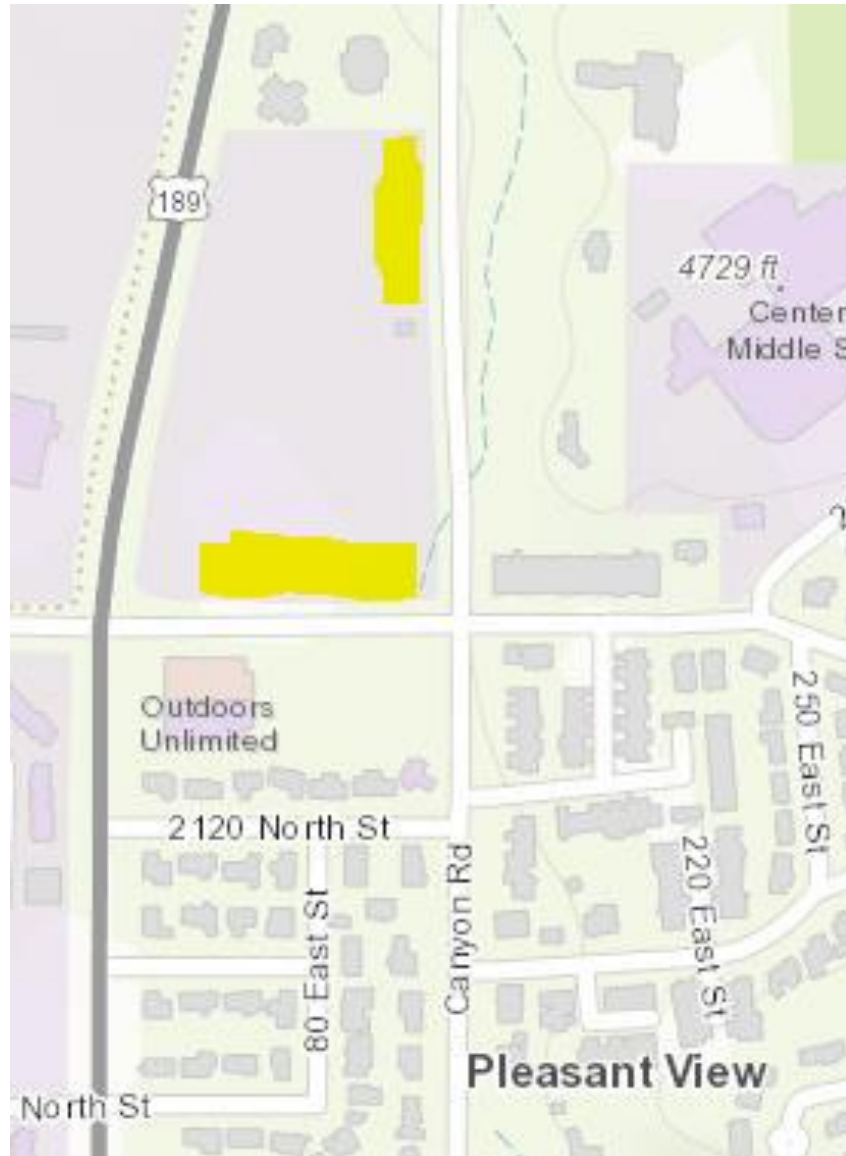 189
4729 ft
Center
Middle S
Outdoors
Unlimited
250 East St
2120 North St
220 East St
Canyon Rd
80 East St
Pleasant View
North St